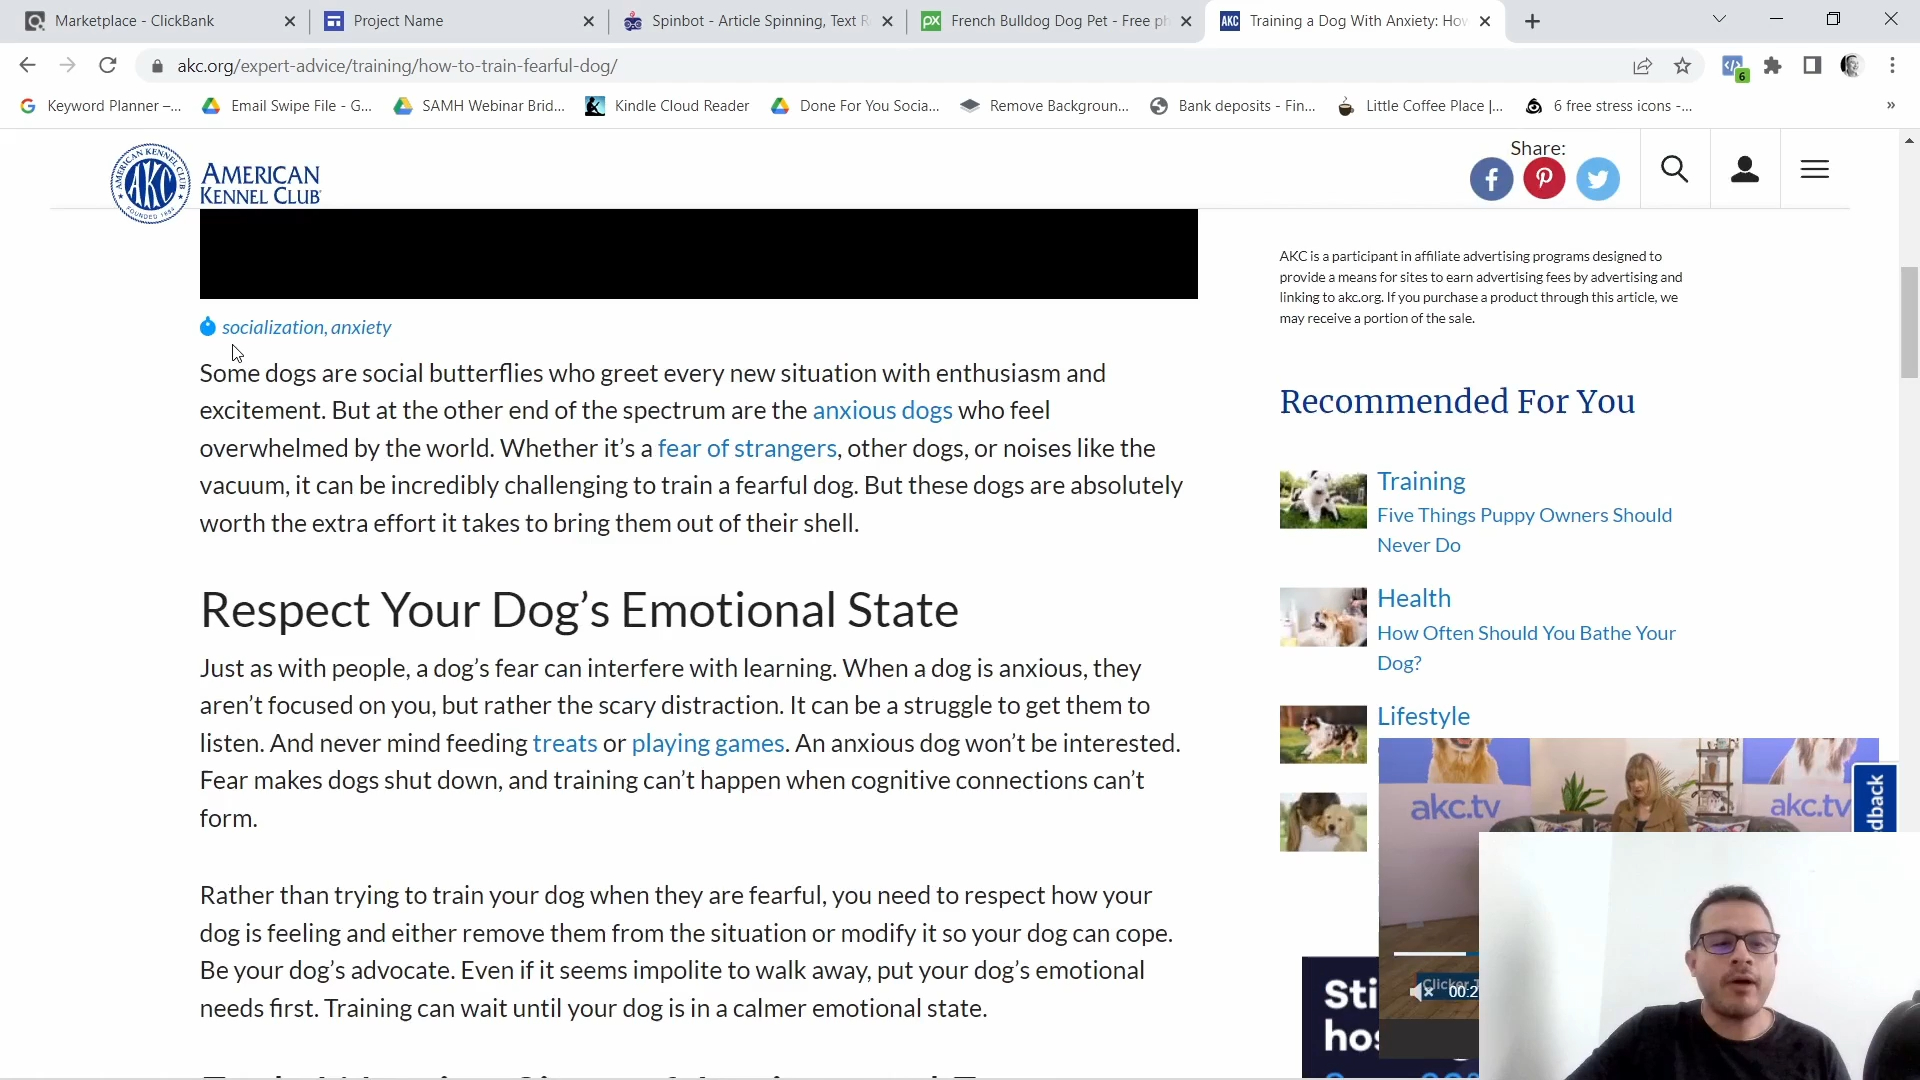 Marketplace - ClickBank
Project Name
Spinbot - Article Spinning, Text R
French Bulldog Dog Pet - Free ph
AKC Training a Dog With Anxiety: How
akc.org/expert-advice/training/how-to-train-fearful-dog/
6
Keyword Planner –...
Email Swipe File - G...
SAMH Webinar Brid...
Kindle Cloud Reader
Done For You Socia...
Remove Backgroun...
Bank deposits - Fin...
Little Coffee Place |...
6 free stress icons -...
»
AMERICAN KENNEL CLUB
AKC
FOUNDED 1884
AMERICAN
KENNEL CLUB
Share:
socialization, anxiety
Some dogs are social butterflies who greet every new situation with enthusiasm and
excitement. But at the other end of the spectrum are the anxious dogs who feel
overwhelmed by the world. Whether it’s a fear of strangers, other dogs, or noises like the
vacuum, it can be incredibly challenging to train a fearful dog. But these dogs are absolutely
worth the extra effort it takes to bring them out of their shell.
Respect Your Dog’s Emotional State
Just as with people, a dog’s fear can interfere with learning. When a dog is anxious, they
aren’t focused on you, but rather the scary distraction. It can be a struggle to get them to
listen. And never mind feeding treats or playing games. An anxious dog won’t be interested.
Fear makes dogs shut down, and training can’t happen when cognitive connections can’t
form.
Rather than trying to train your dog when they are fearful, you need to respect how your
dog is feeling and either remove them from the situation or modify it so your dog can cope.
Be your dog’s advocate. Even if it seems impolite to walk away, put your dog’s emotional
needs first. Training can wait until your dog is in a calmer emotional state.
AKC is a participant in affiliate advertising programs designed to
provide a means for sites to earn advertising fees by advertising and
linking to akc.org. If you purchase a product through this article, we
may receive a portion of the sale.
Recommended For You
Training
Five Things Puppy Owners Should
Never Do
Health
How Often Should You Bathe Your
Dog?
Lifestyle
akc.tv
akc.tv
dback
Clicker
00:2
Sti
hos